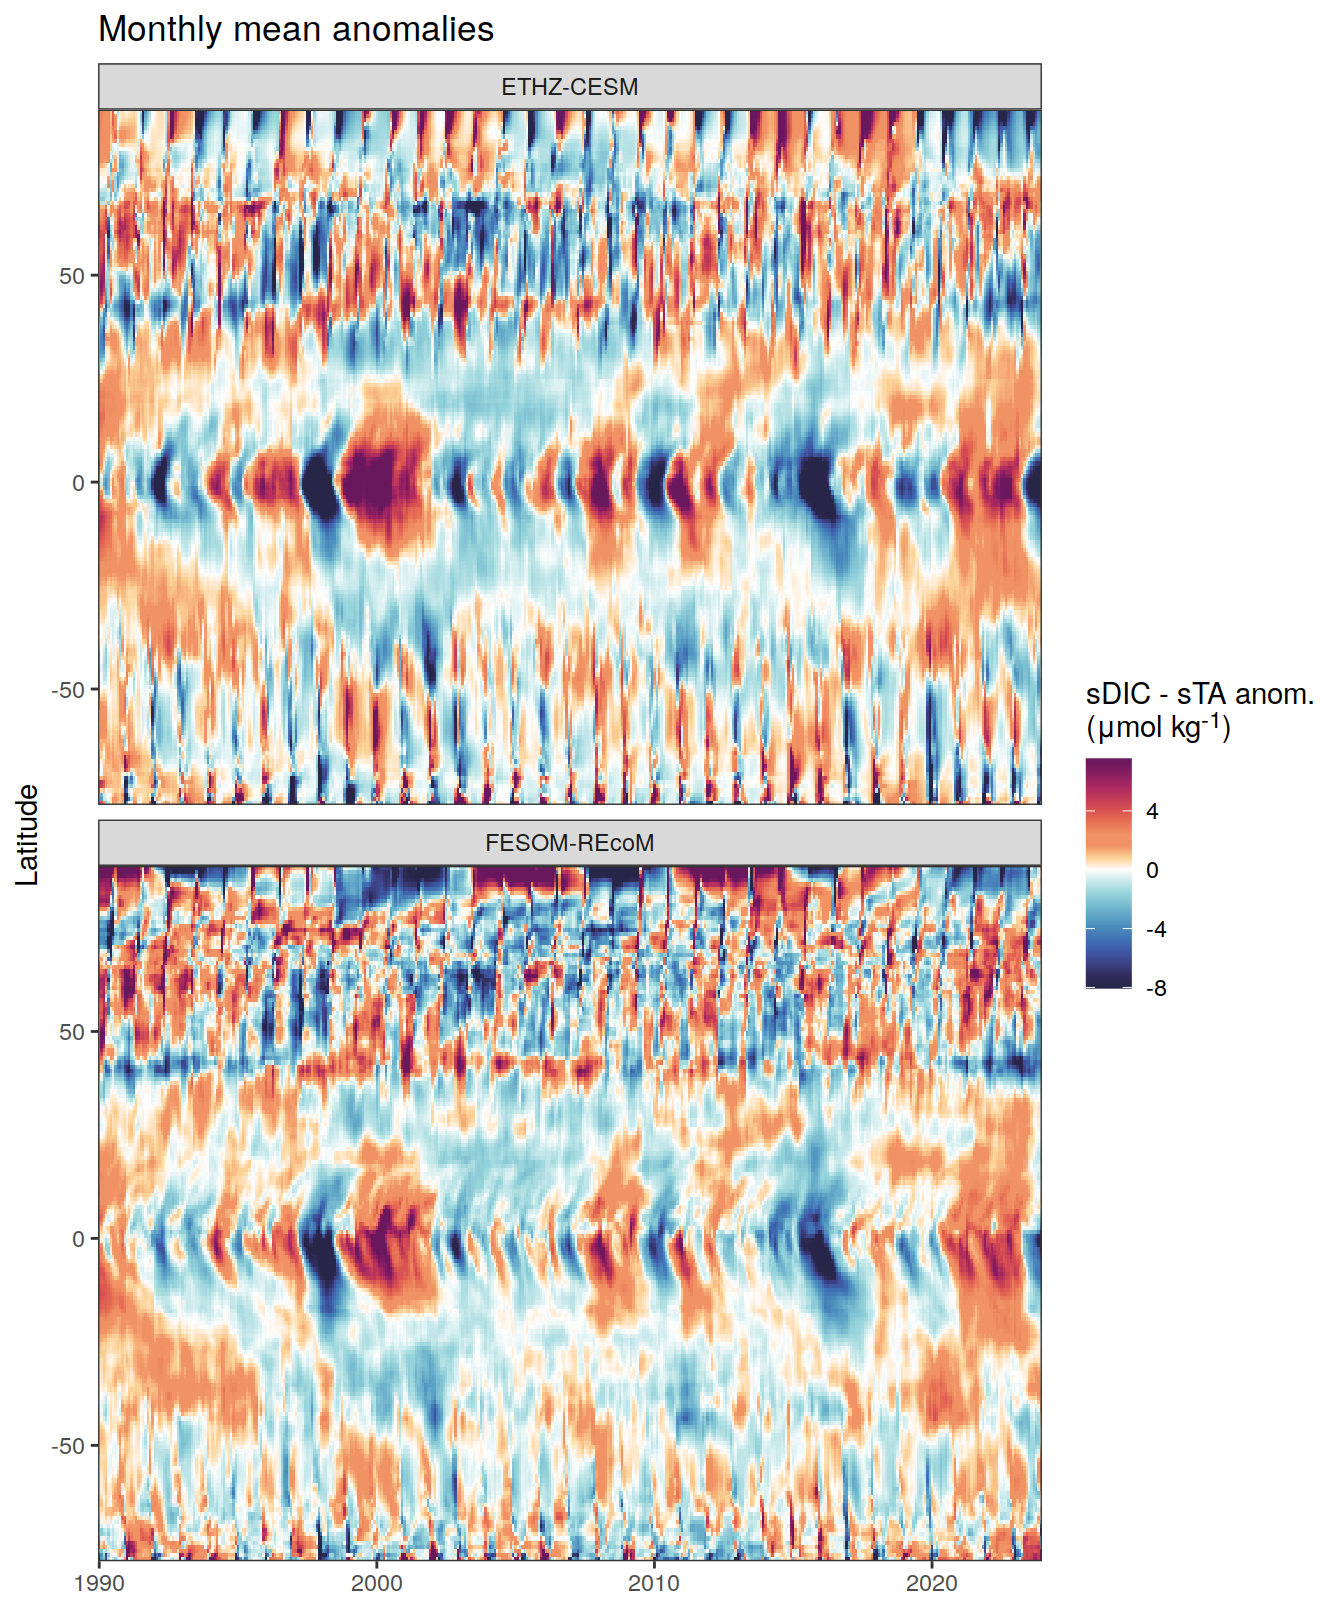 Monthly mean anomalies
ETHZ-CESM
50
0
-50
Latitude
FESOM-REcoM
50
0
-50
1990
2000
2010
2020
sDIC - sTA anom.
(µmol kg-1)
4
0
-4
-8